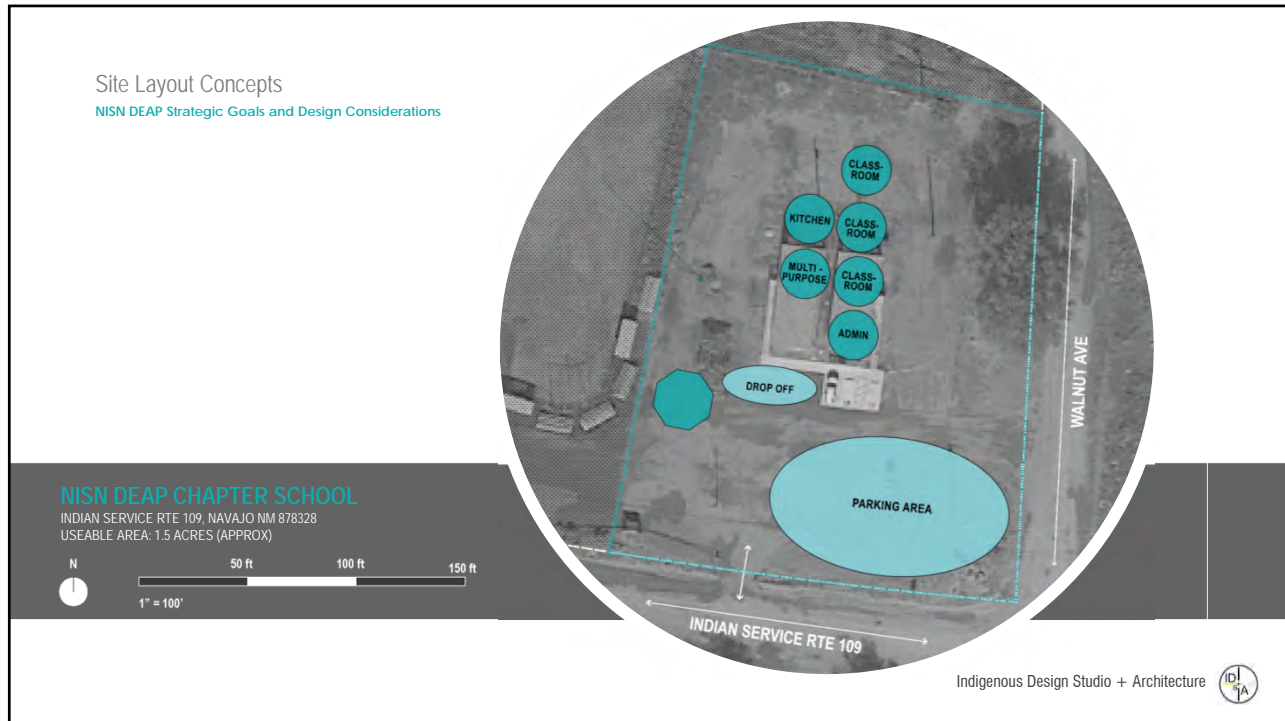 Site Layout Concepts
NISN DEAP Strategic Goals and Design Considerations
CLASS-
ROOM
KITCHEN
CLASS-
ROOM
MULTI -
PURPOSE
CLASS-
ROOM
ADMIN
DROP OFF
PARKING AREA
WALNUT AVE
INDIAN SERVICE RTE 109
NISN DEAP CHAPTER SCHOOL
INDIAN SERVICE RTE 109, NAVAJO NM 878328
USEABLE AREA: 1.5 ACRES (APPROX)
N
50 ft
100 ft
150 ft
1" = 100'
Indigenous Design Studio + Architecture
ID
+A